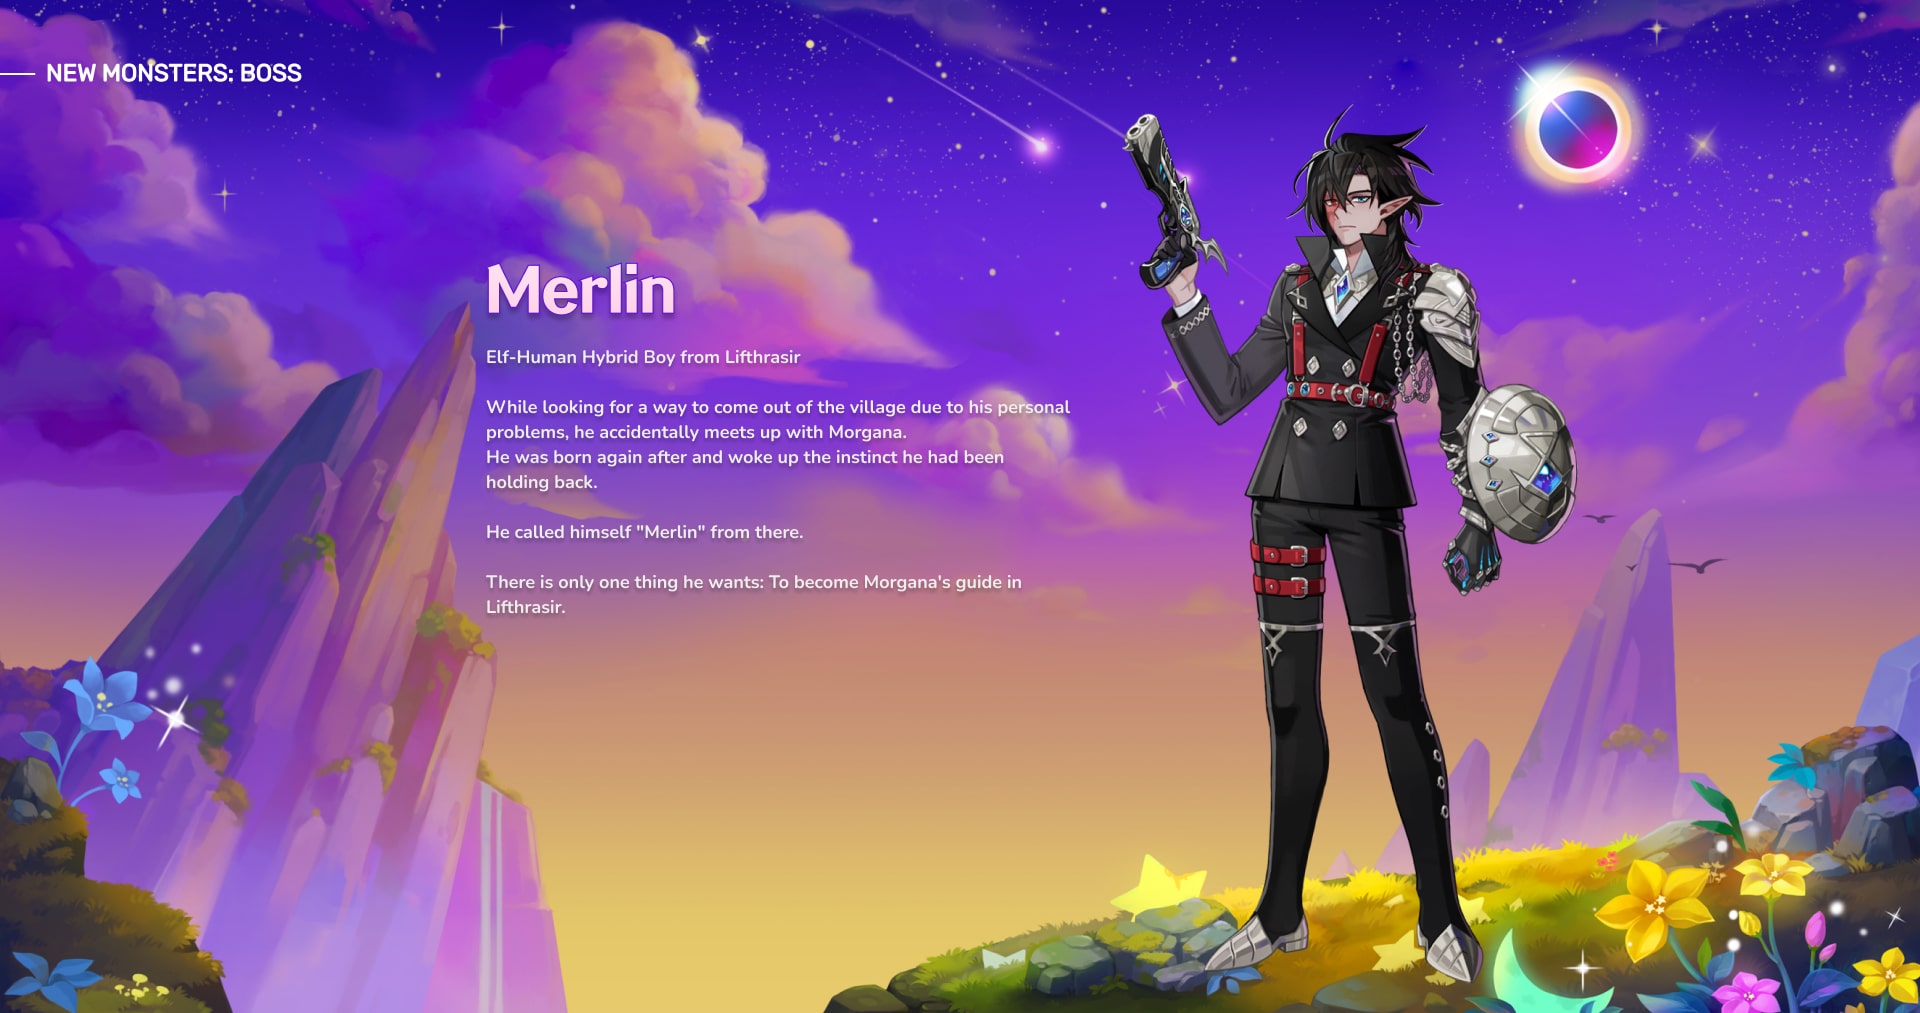 NEW MONSTERS: BOSS
Merlin
Elf-Human Hybrid Boy from Lifthrasir
While looking for a way to come out of the village due to his personal
problems, he accidentally meets up with Morgana.
He was born again after and woke up the instinct he had been
holding back.
He called himself "Merlin" from there.
There is only one thing he wants: To become Morgana's guide in
Lifthrasir.